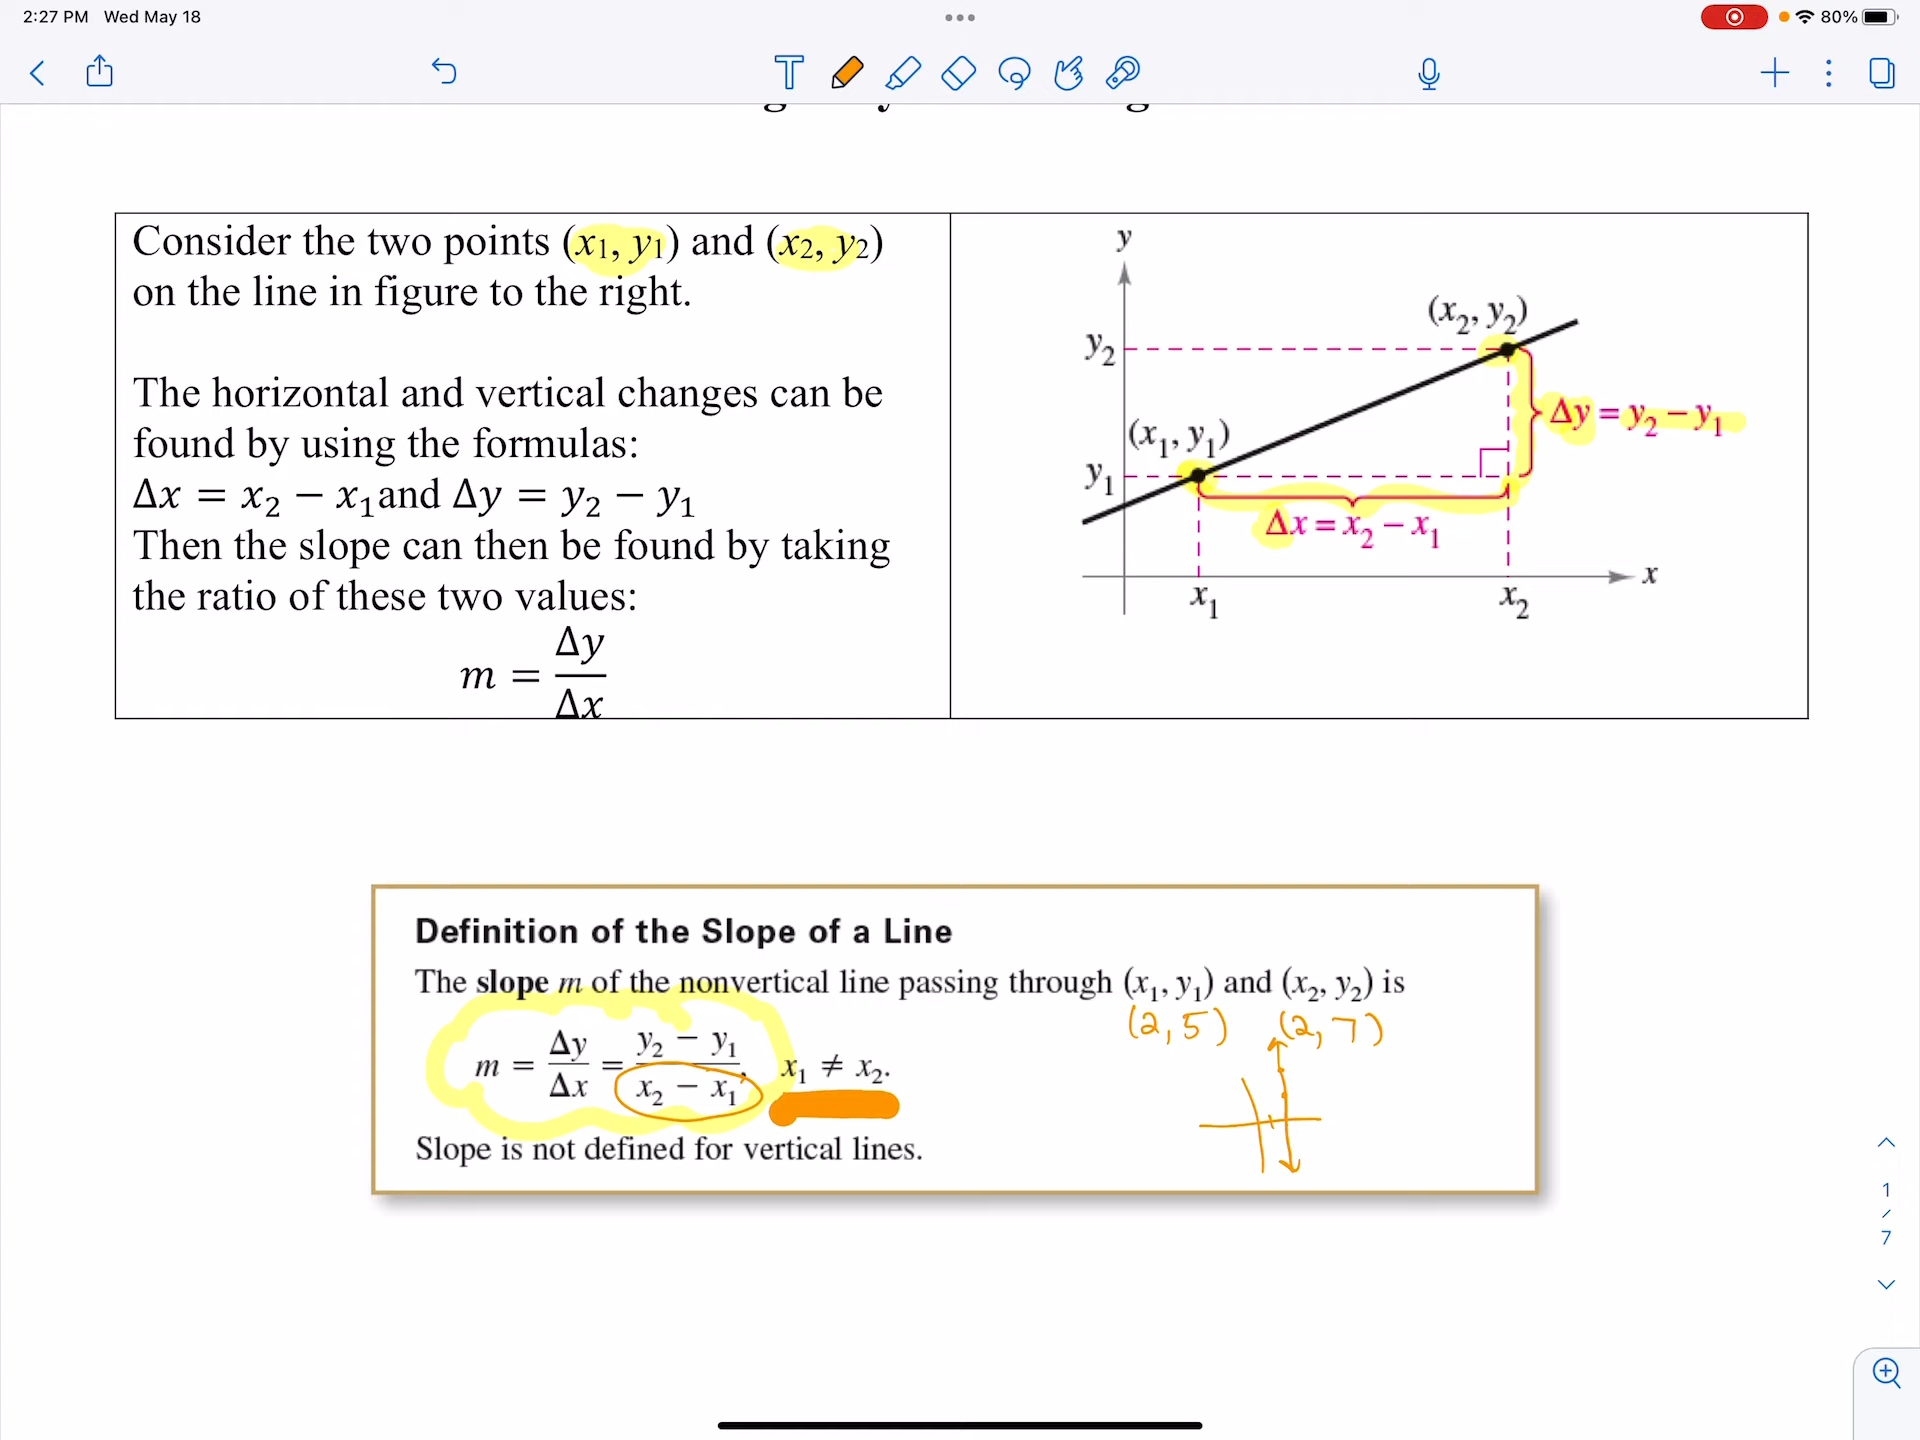 2:27 PM Wed May 18
80%
Consider the two points (x₁, y₁) and (x₂, y₂)
on the line in figure to the right.
The horizontal and vertical changes can be
found by using the formulas:
Δx = x₂ − x₁and Δy = y₂ − y₁
Then the slope can then be found by taking
the ratio of these two values:
m = Δy/Δx
y
(x₂, y₂)
y₂
Δy = y₂ − y₁
(x₁, y₁)
y₁
Δx = x₂ − x₁
x
x₁ x₂
Definition of the Slope of a Line
The slope m of the nonvertical line passing through (x₁, y₁) and (x₂, y₂) is
(2,5) (2,7)
m = Δy/Δx = (y₂ − y₁)/(x₂ − x₁), x₁ ≠ x₂.
Slope is not defined for vertical lines.
1
/
7